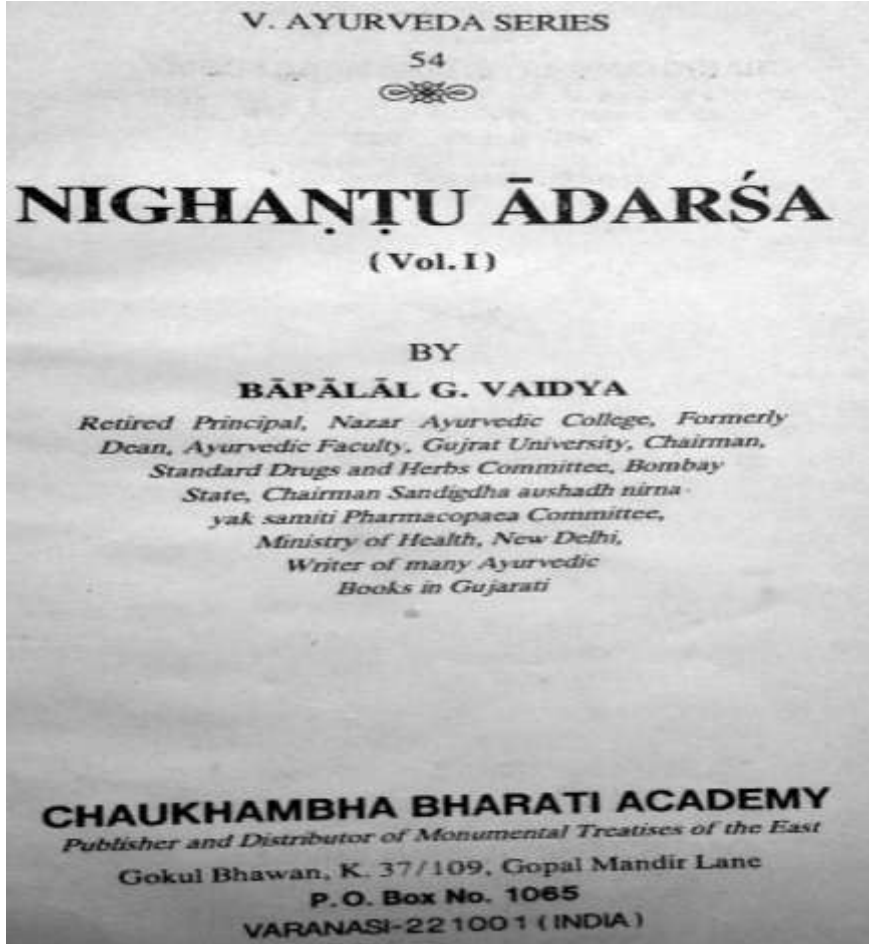 V. AYURVEDA SERIES
54
NIGHAṆṬU ĀDARŚA
(Vol. I)
BY
BĀPĀLĀL G. VAIDYA
Retired Principal, Nazar Ayurvedic College, Formerly
Dean, Ayurvedic Faculty, Gujrat University, Chairman,
Standard Drugs and Herbs Committee, Bombay
State, Chairman Sandigdha aushadh nirna-
yak samiti Pharmacopaea Committee,
Ministry of Health, New Delhi,
Writer of many Ayurvedic
Books in Gujarati
CHAUKHAMBHA BHARATI ACADEMY
Publisher and Distributor of Monumental Treatises of the East
Gokul Bhawan, K. 37/109, Gopal Mandir Lane
P. O. Box No. 1065
VARANASI-221001 (INDIA)